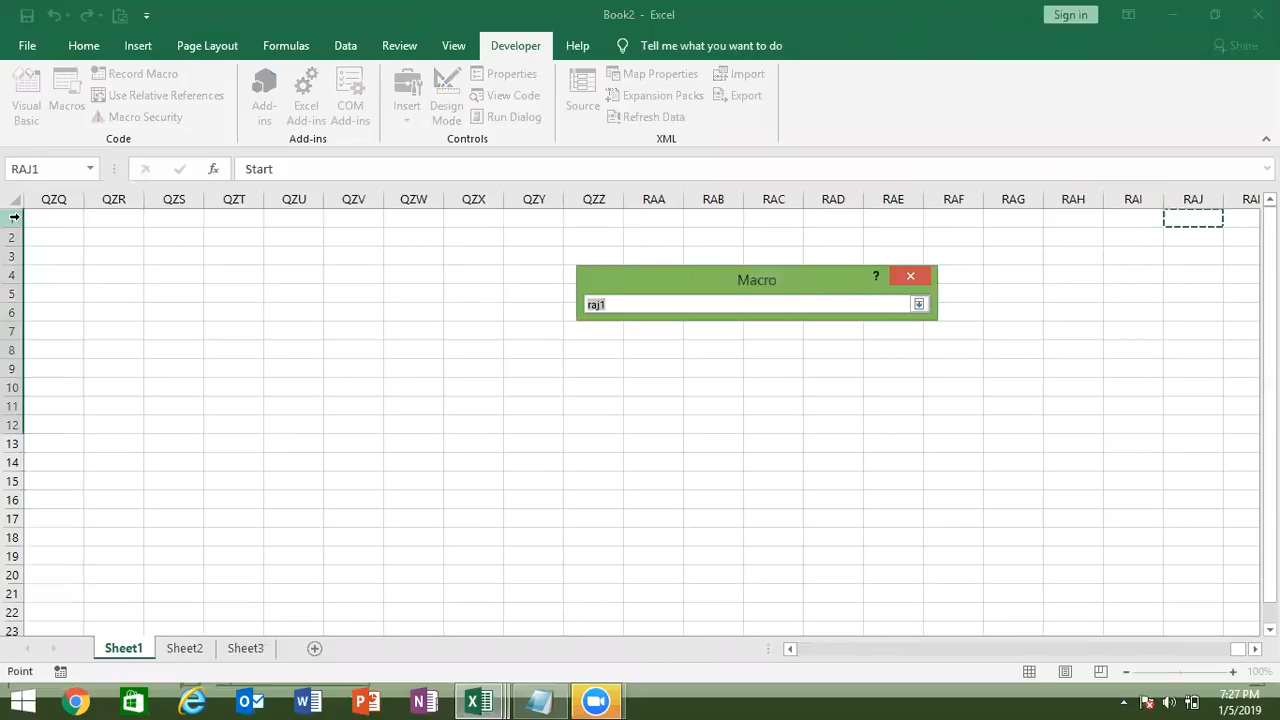 Book2 - Excel
Sign in
File Home Insert Page Layout Formulas Data Review View Developer Help Tell me what you want to do Share
Visual Basic
Macros
Record Macro
Use Relative References
Macro Security
Code
Add-ins
Excel Add-ins
COM Add-ins
Add-ins
Insert
Design Mode
Properties
View Code
Run Dialog
Controls
Source
Map Properties
Expansion Packs
Refresh Data
Import
Export
XML
RAJ1 fx Start
QZQ QZR QZS QZT QZU QZV QZW QZX QZY QZZ RAA RAB RAC RAD RAE RAF RAG RAH RAI RAJ
2
3
4
5
6
7
8
9
10
11
12
13
14
15
16
17
18
19
20
21
22
23
Macro ?
raj1
Sheet1 Sheet2 Sheet3
Point 100%
7:27 PM
1/5/2019